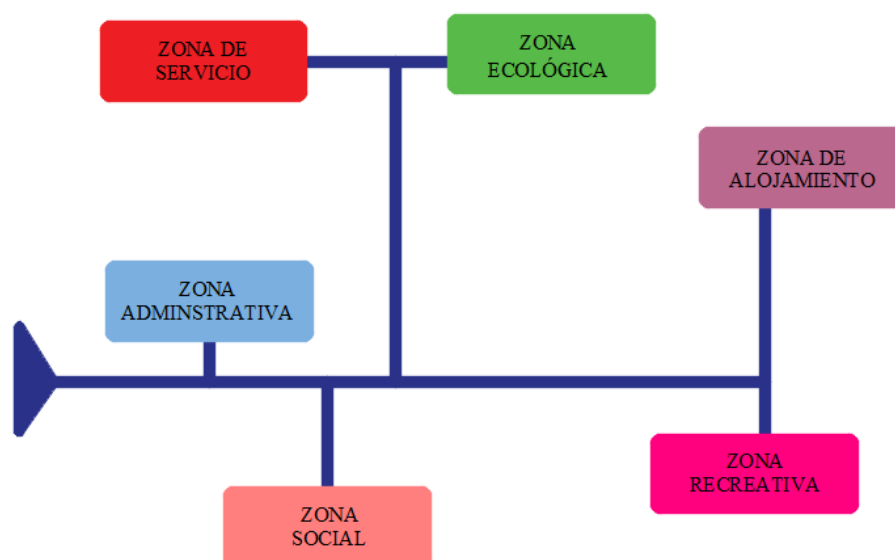 ZONA DE
SERVICIO
ZONA
ECOLÓGICA
ZONA DE
ALOJAMIENTO
ZONA
ADMINSTRATIVA
ZONA
RECREATIVA
ZONA
SOCIAL